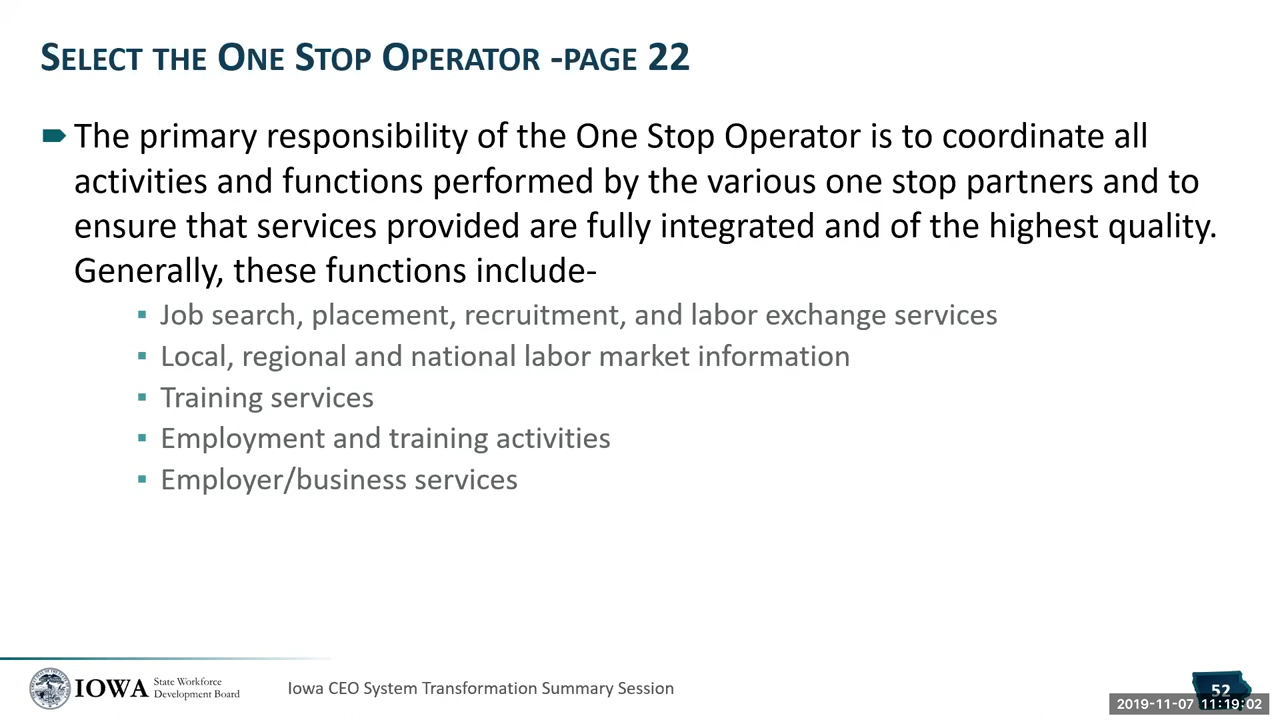 SELECT THE ONE STOP OPERATOR -PAGE 22
The primary responsibility of the One Stop Operator is to coordinate all
activities and functions performed by the various one stop partners and to
ensure that services provided are fully integrated and of the highest quality.
Generally, these functions include-
Job search, placement, recruitment, and labor exchange services
Local, regional and national labor market information
Training services
Employment and training activities
Employer/business services
IOWA State Workforce
Development Board
Iowa CEO System Transformation Summary Session
52
2019-11-07 11:19:02